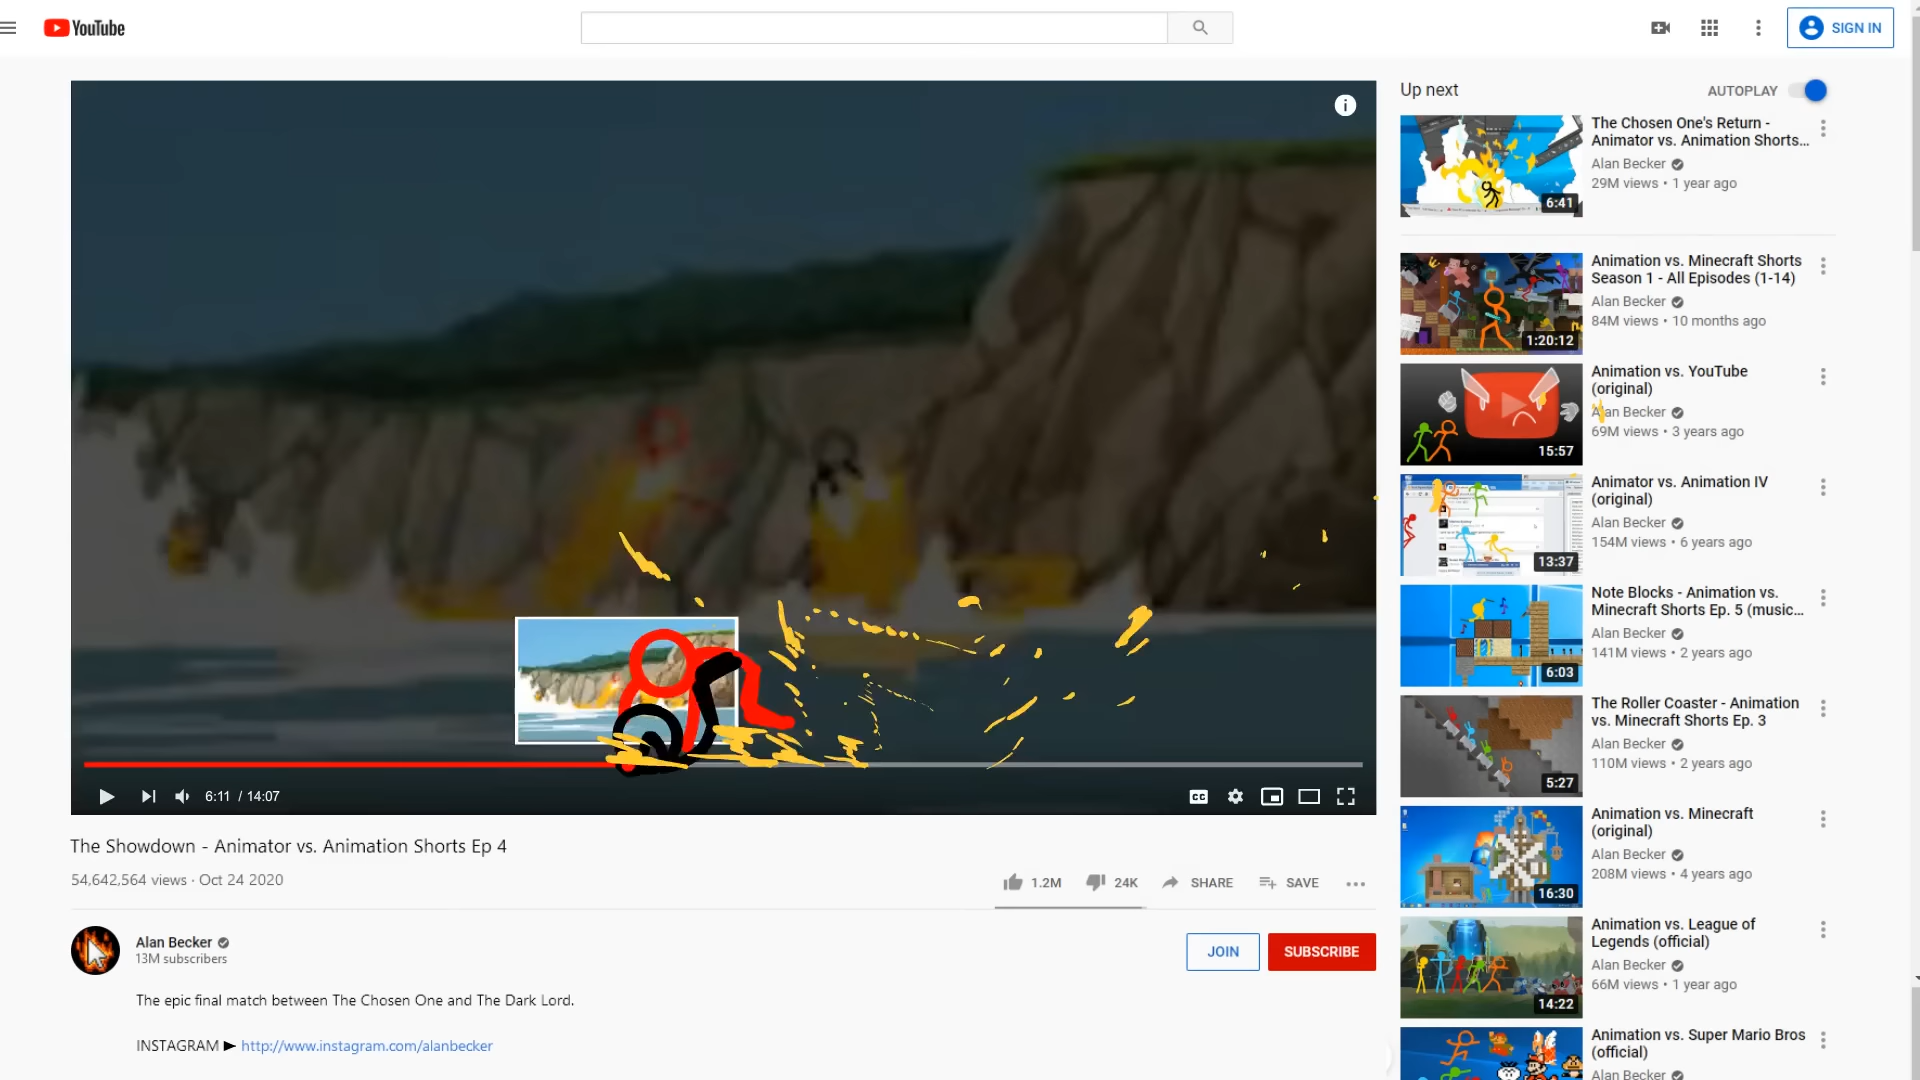 YouTube
SIGN IN
Up next
AUTOPLAY
The Chosen One's Return -
Animator vs. Animation Shorts...
Alan Becker
29M views • 1 year ago
6:41
Animation vs. Minecraft Shorts
Season 1 - All Episodes (1-14)
Alan Becker
84M views • 10 months ago
1:20:12
Animation vs. YouTube
(original)
Alan Becker
69M views • 3 years ago
15:57
Animator vs. Animation IV
(original)
Alan Becker
154M views • 6 years ago
13:37
Note Blocks - Animation vs.
Minecraft Shorts Ep. 5 (music...
Alan Becker
141M views • 2 years ago
6:03
The Roller Coaster - Animation
vs. Minecraft Shorts Ep. 3
Alan Becker
110M views • 2 years ago
5:27
Animation vs. Minecraft
(original)
Alan Becker
208M views • 4 years ago
16:30
Animation vs. League of
Legends (official)
Alan Becker
66M views • 1 year ago
14:22
Animation vs. Super Mario Bros
(official)
Alan Becker
6:11 / 14:07
CC
The Showdown - Animator vs. Animation Shorts Ep 4
54,642,564 views · Oct 24 2020
1.2M
24K
SHARE
SAVE
Alan Becker
13M subscribers
JOIN
SUBSCRIBE
The epic final match between The Chosen One and The Dark Lord.
INSTAGRAM ► http://www.instagram.com/alanbecker